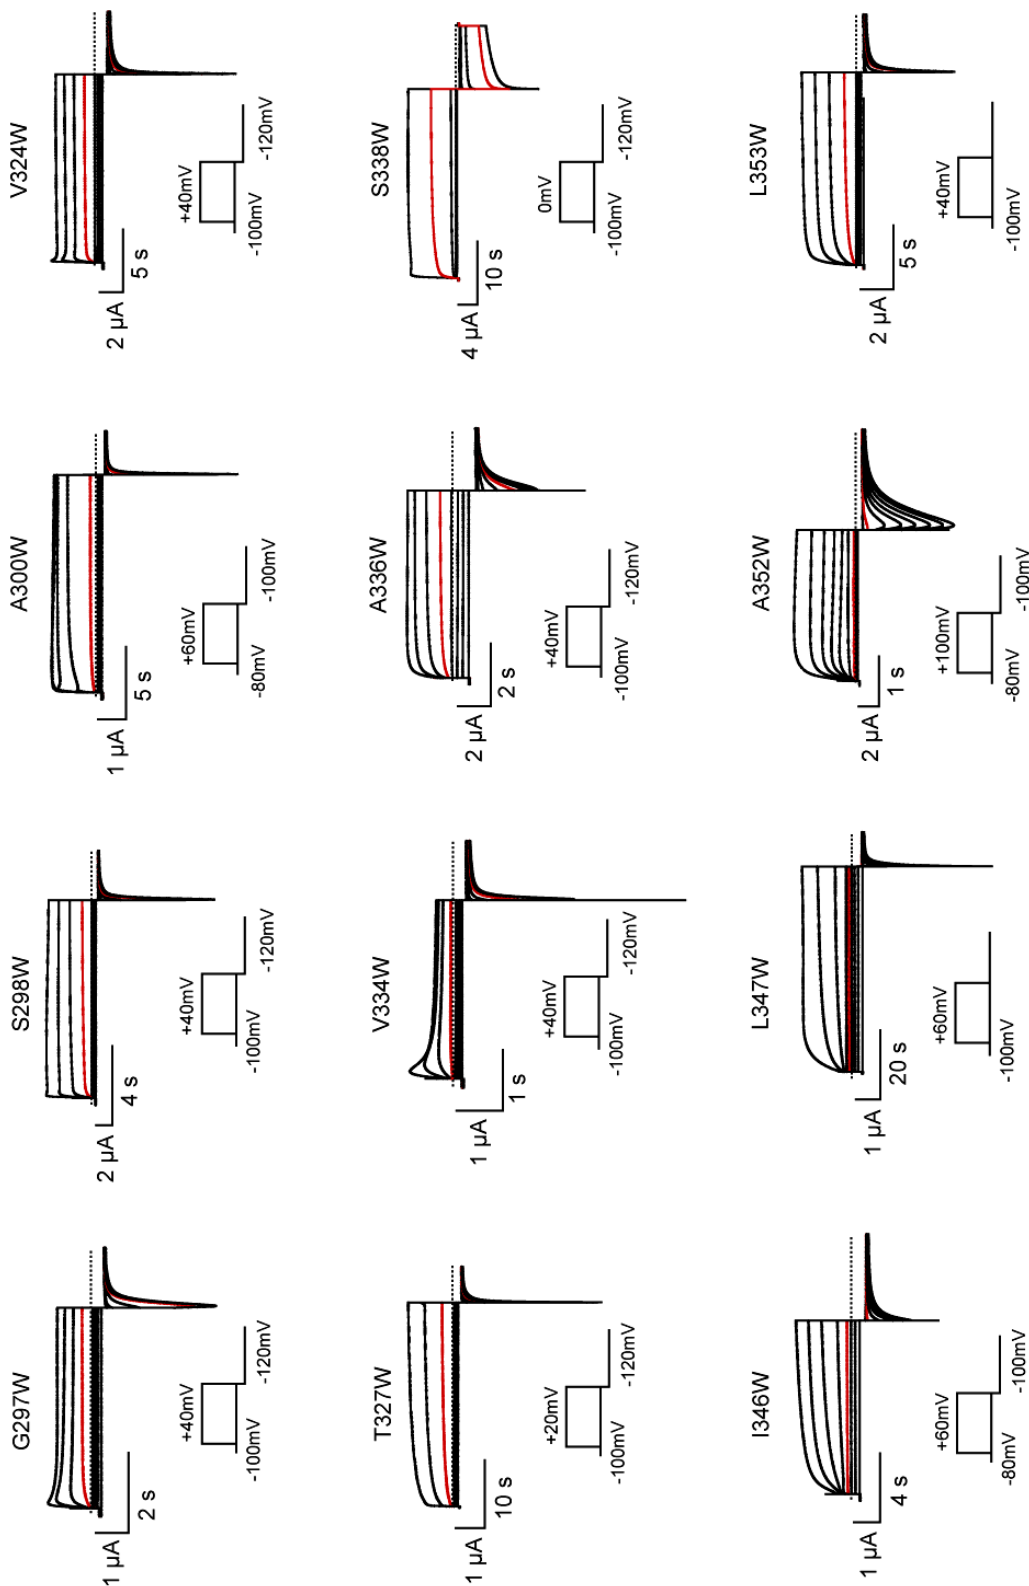 G297W
+40mV
-100mV
-120mV
1 µA
2 s
S298W
+40mV
-100mV
-120mV
2 µA
4 s
A300W
+60mV
-80mV
-100mV
1 µA
5 s
V324W
+40mV
-100mV
-120mV
2 µA
5 s
T327W
+20mV
-100mV
-120mV
1 µA
10 s
V334W
+40mV
-100mV
-120mV
1 µA
1 s
A336W
+40mV
-100mV
-120mV
2 µA
2 s
S338W
0mV
-100mV
-120mV
4 µA
10 s
I346W
+60mV
-80mV
-100mV
1 µA
4 s
L347W
+60mV
-100mV
1 µA
20 s
A352W
+100mV
-80mV
-100mV
2 µA
1 s
L353W
+40mV
-100mV
2 µA
5 s